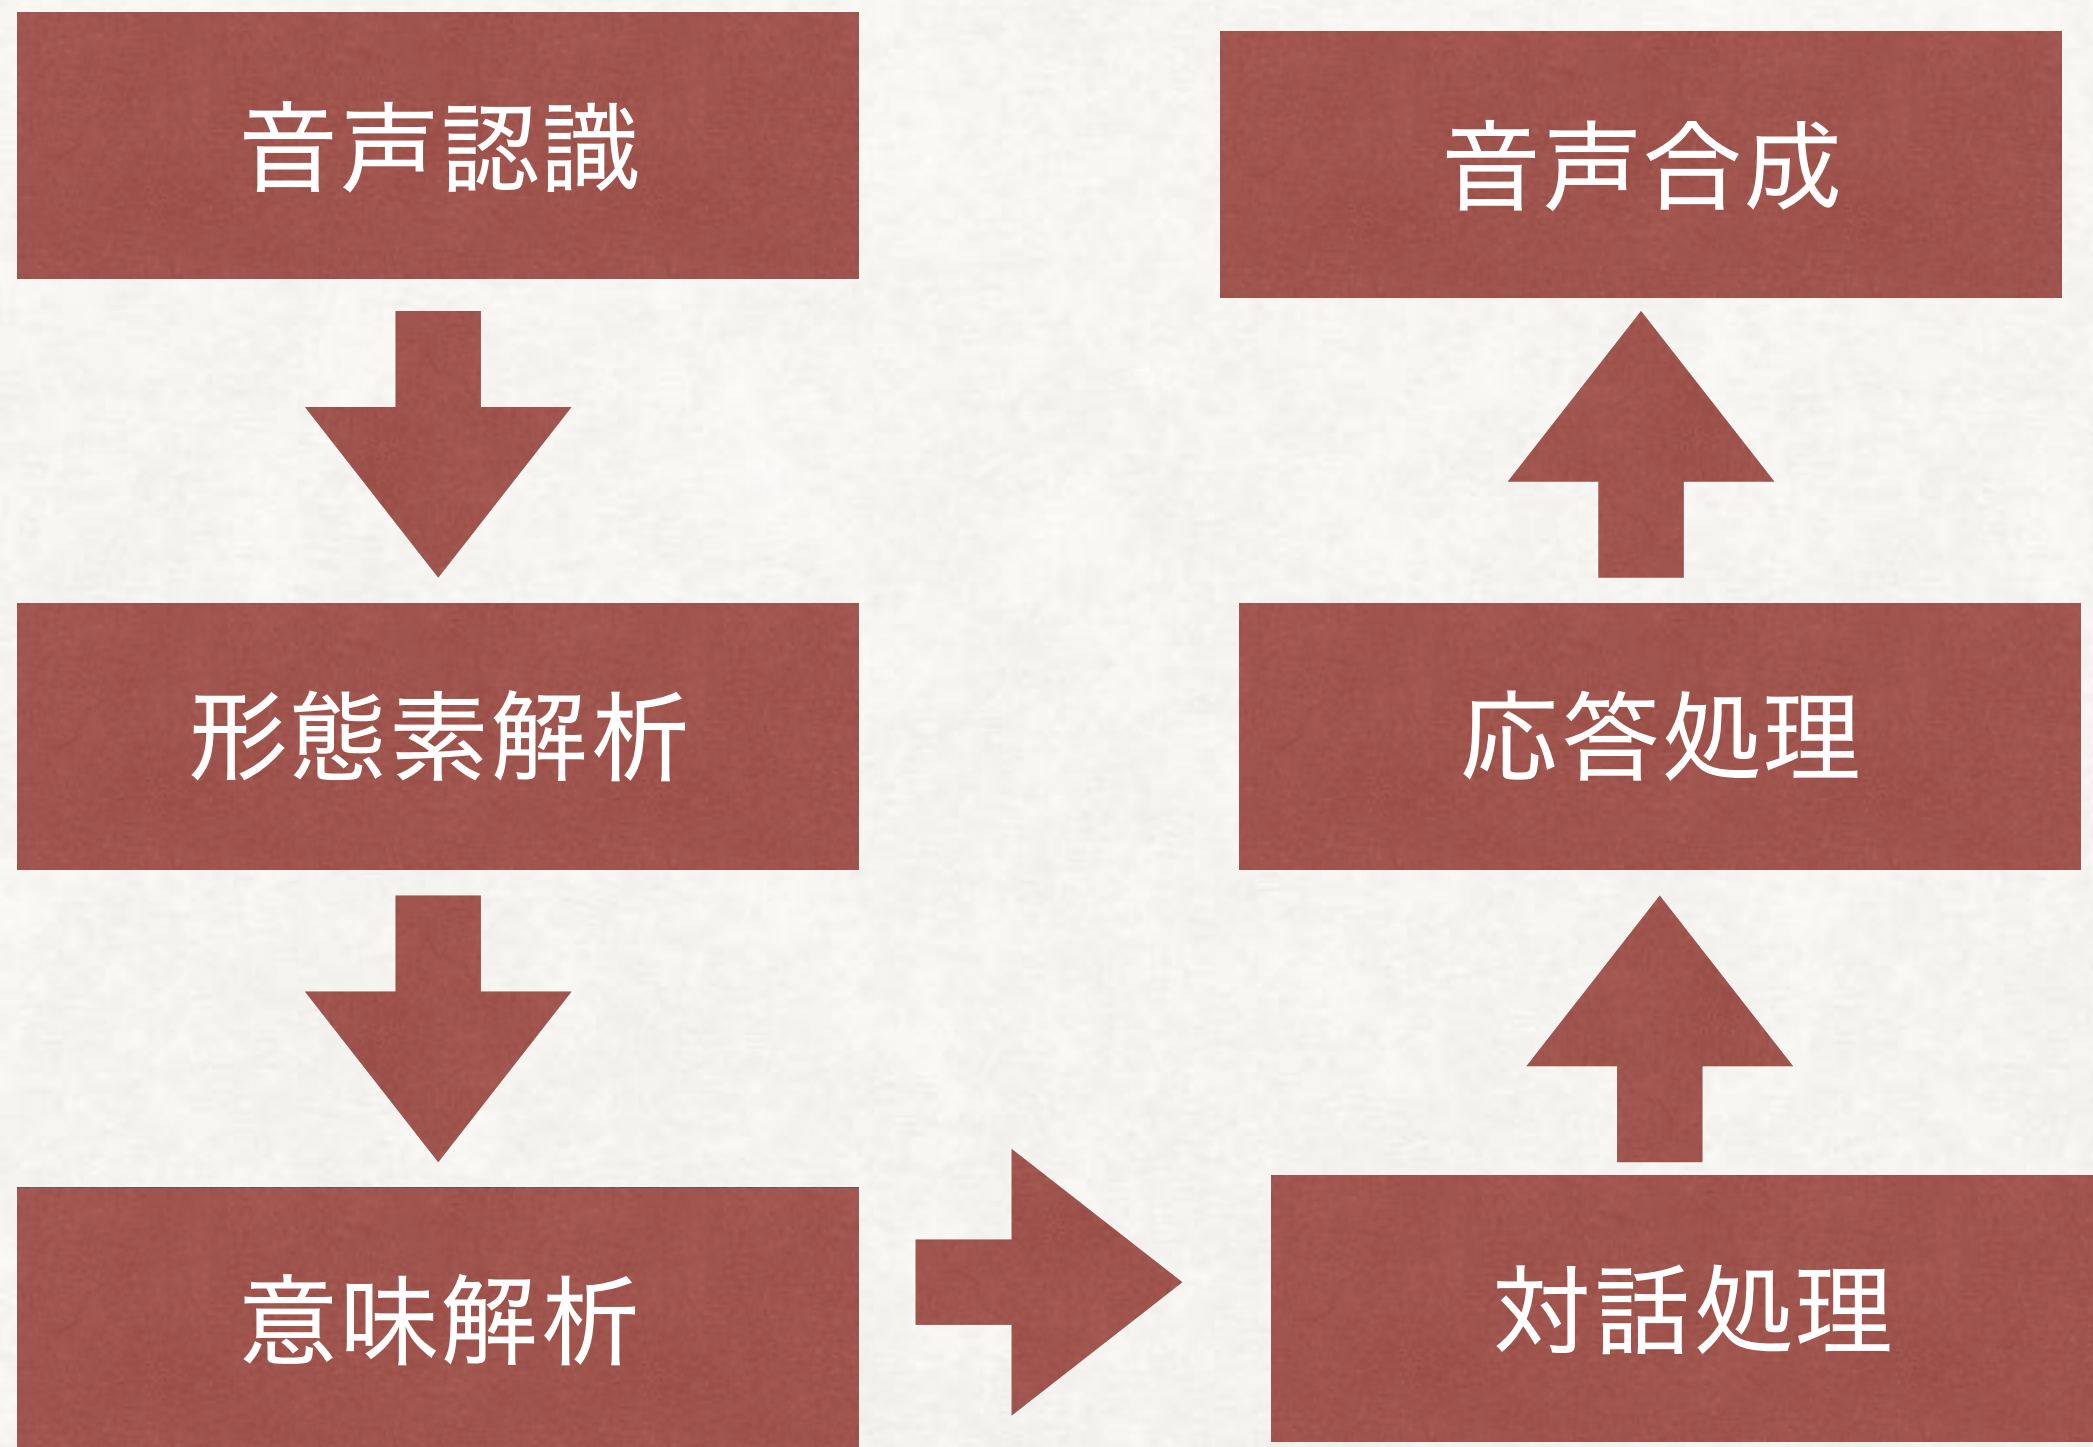 音声認識
形態素解析
意味解析
対話処理
応答処理
音声合成